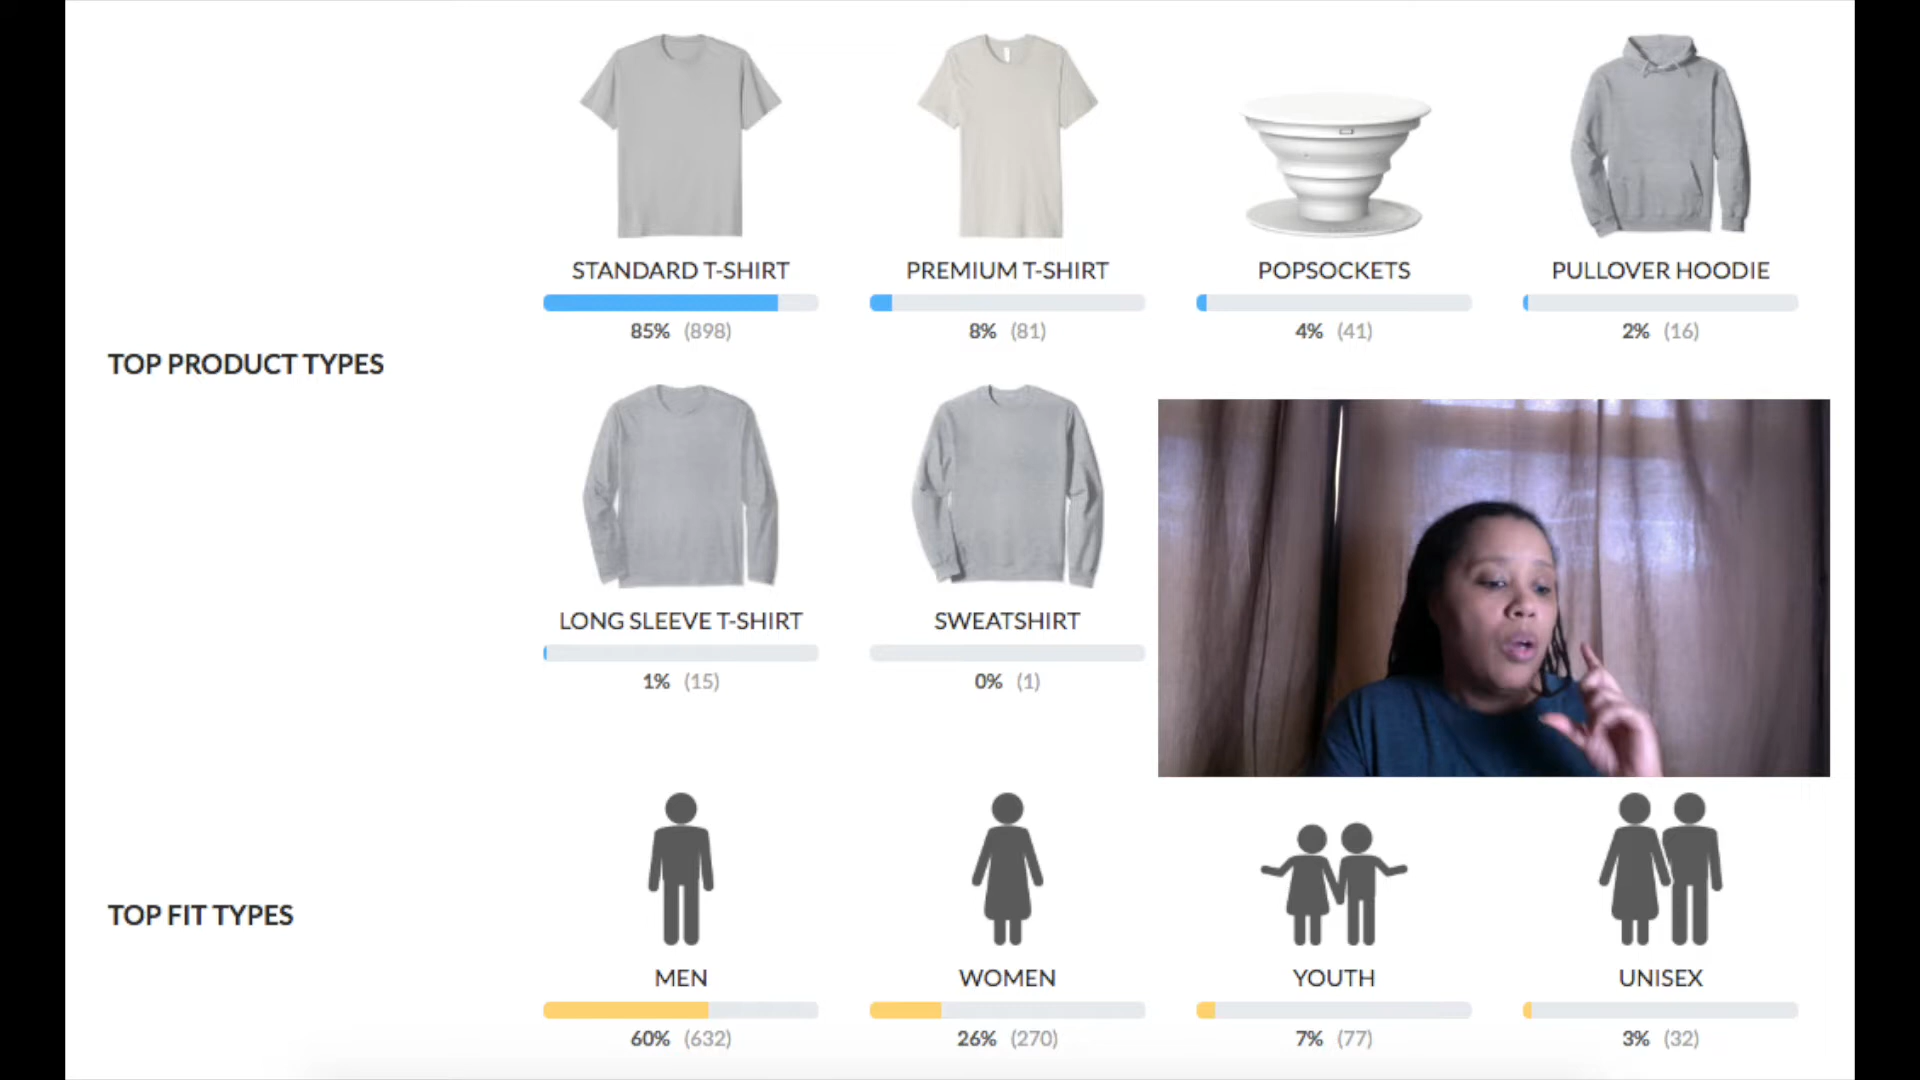 STANDARD T-SHIRT
85% (898)
PREMIUM T-SHIRT
8% (81)
POPSOCKETS
4% (41)
PULLOVER HOODIE
2% (16)
TOP PRODUCT TYPES
LONG SLEEVE T-SHIRT
1% (15)
SWEATSHIRT
0% (1)
TOP FIT TYPES
MEN
60% (632)
WOMEN
26% (270)
YOUTH
7% (77)
UNISEX
3% (32)